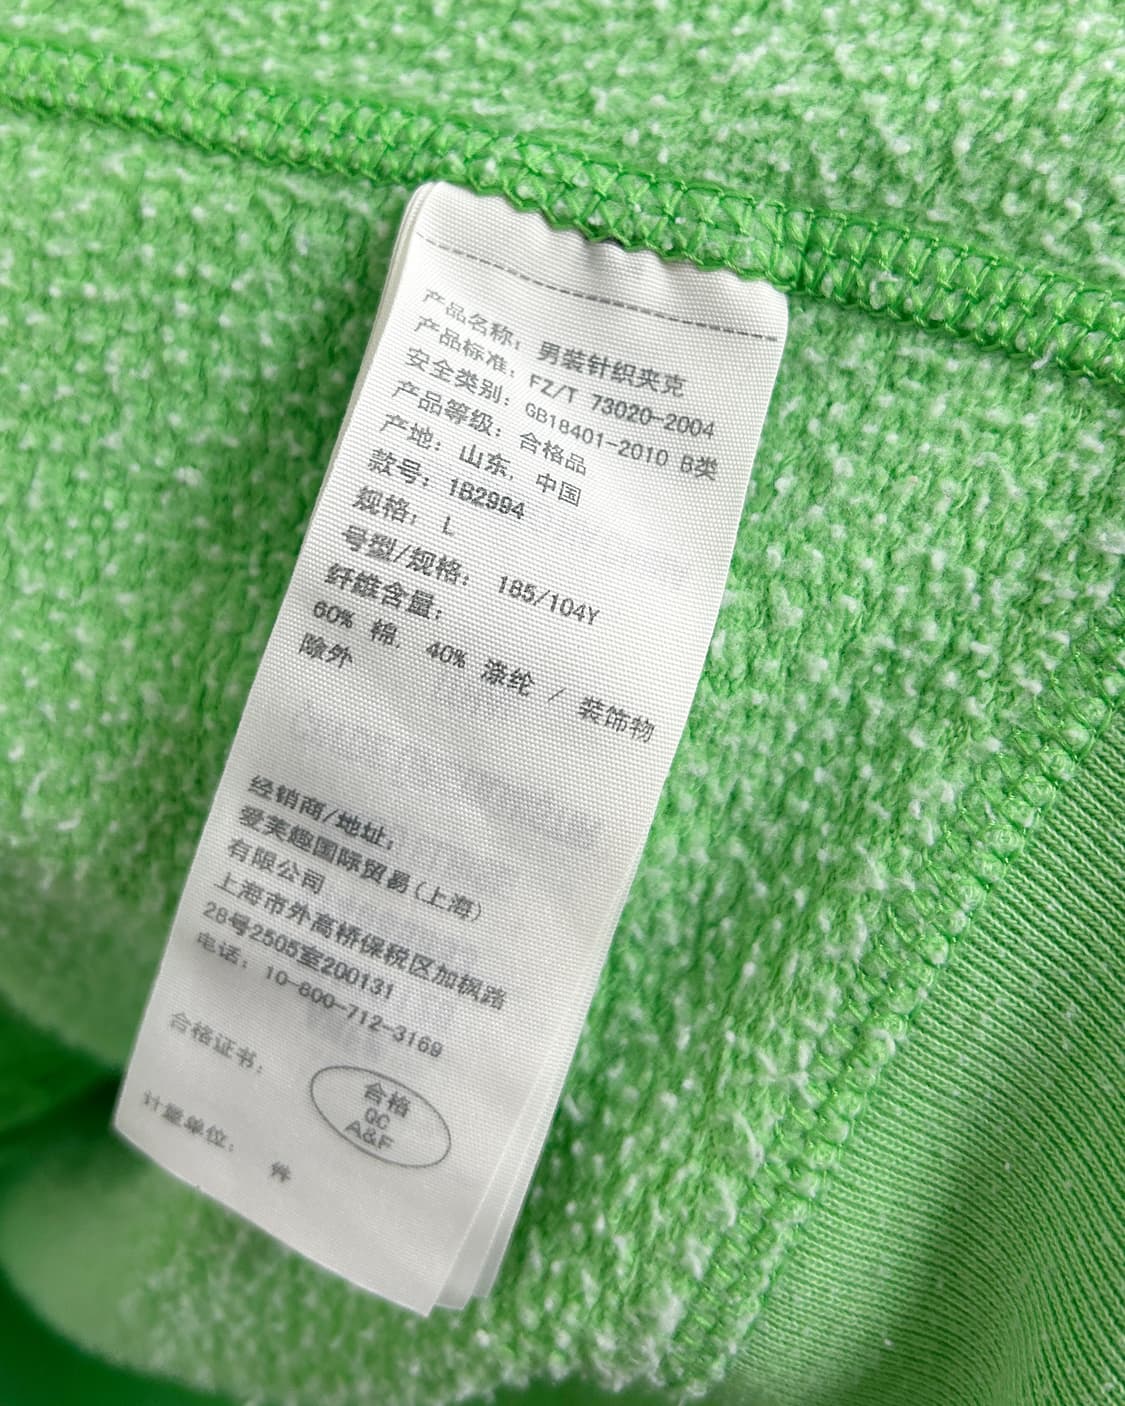 产品名称：男装针织夹克
产品标准：FZ/T 73020-2004
安全类别：GB18401-2010 B类
产品等级：合格品
产地：山东，中国
款号：1B2994
规格：L
号型/规格：185/104Y
纤维含量：
60% 棉, 40% 涤纶 / 装饰物
除外
经销商/地址：
爱美趣国际贸易(上海)
有限公司
上海市外高桥保税区加枫路
28号2505室200131
电话：10-800-712-3169
合格证书：
合格
QC
A&F
计量单位： 件